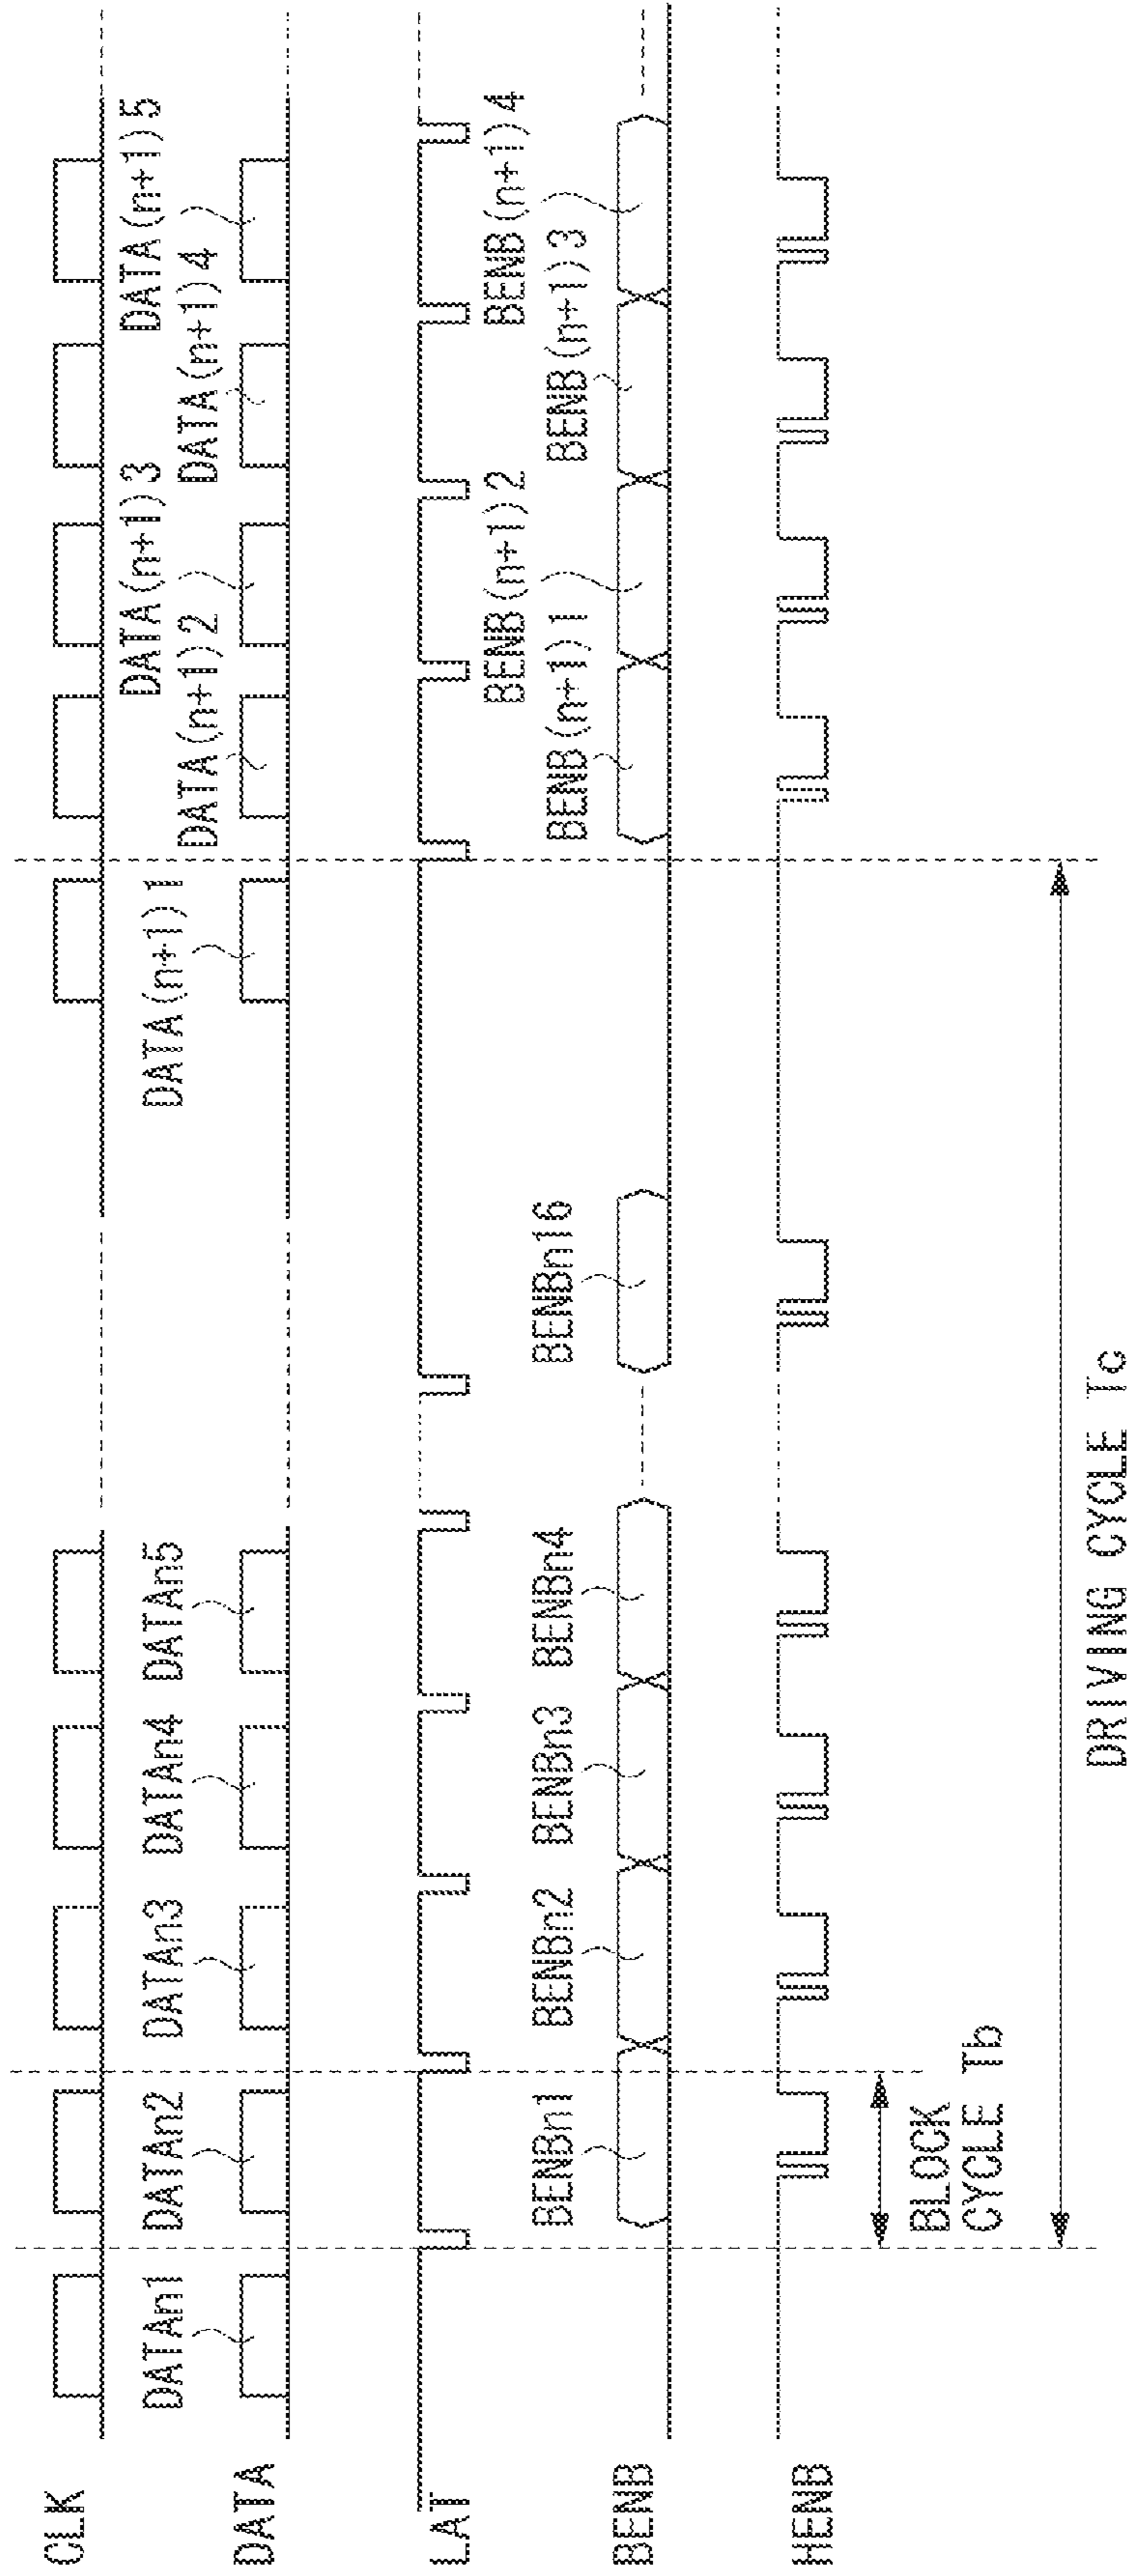 CLK
DATAn1
DATAn2
DATAn3
DATAn4
DATAn5
DATA(n+1)1
DATA(n+1)2
DATA(n+1)3
DATA(n+1)4
DATA(n+1)5
DATA
LAT
BENBn1
BENBn2
BENBn3
BENBn4
BENBn16
BENB(n+1)1
BENB(n+1)2
BENB(n+1)3
BENB(n+1)4
BENB
HENB
BLOCK
CYCLE Tb
DRIVING CYCLE Tc